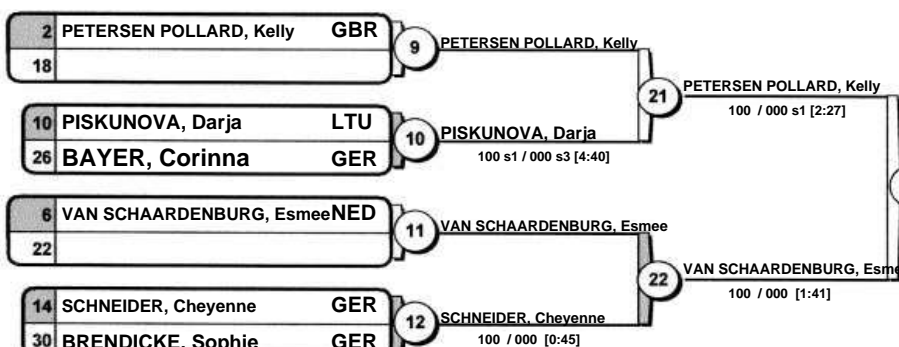 2 PETERSEN POLLARD, Kelly GBR
18
9
PETERSEN POLLARD, Kelly
10 PISKUNOVA, Darja LTU
26 BAYER, Corinna GER
10
PISKUNOVA, Darja
100 s1 / 000 s3 [4:40]
21
PETERSEN POLLARD, Kelly
100 / 000 s1 [2:27]
6 VAN SCHAARDENBURG, Esmee NED
22
11
VAN SCHAARDENBURG, Esmee
14 SCHNEIDER, Cheyenne GER
30 BRENDICKE, Sophie GER
12
SCHNEIDER, Cheyenne
100 / 000 [0:45]
22
VAN SCHAARDENBURG, Esme
100 / 000 [1:41]